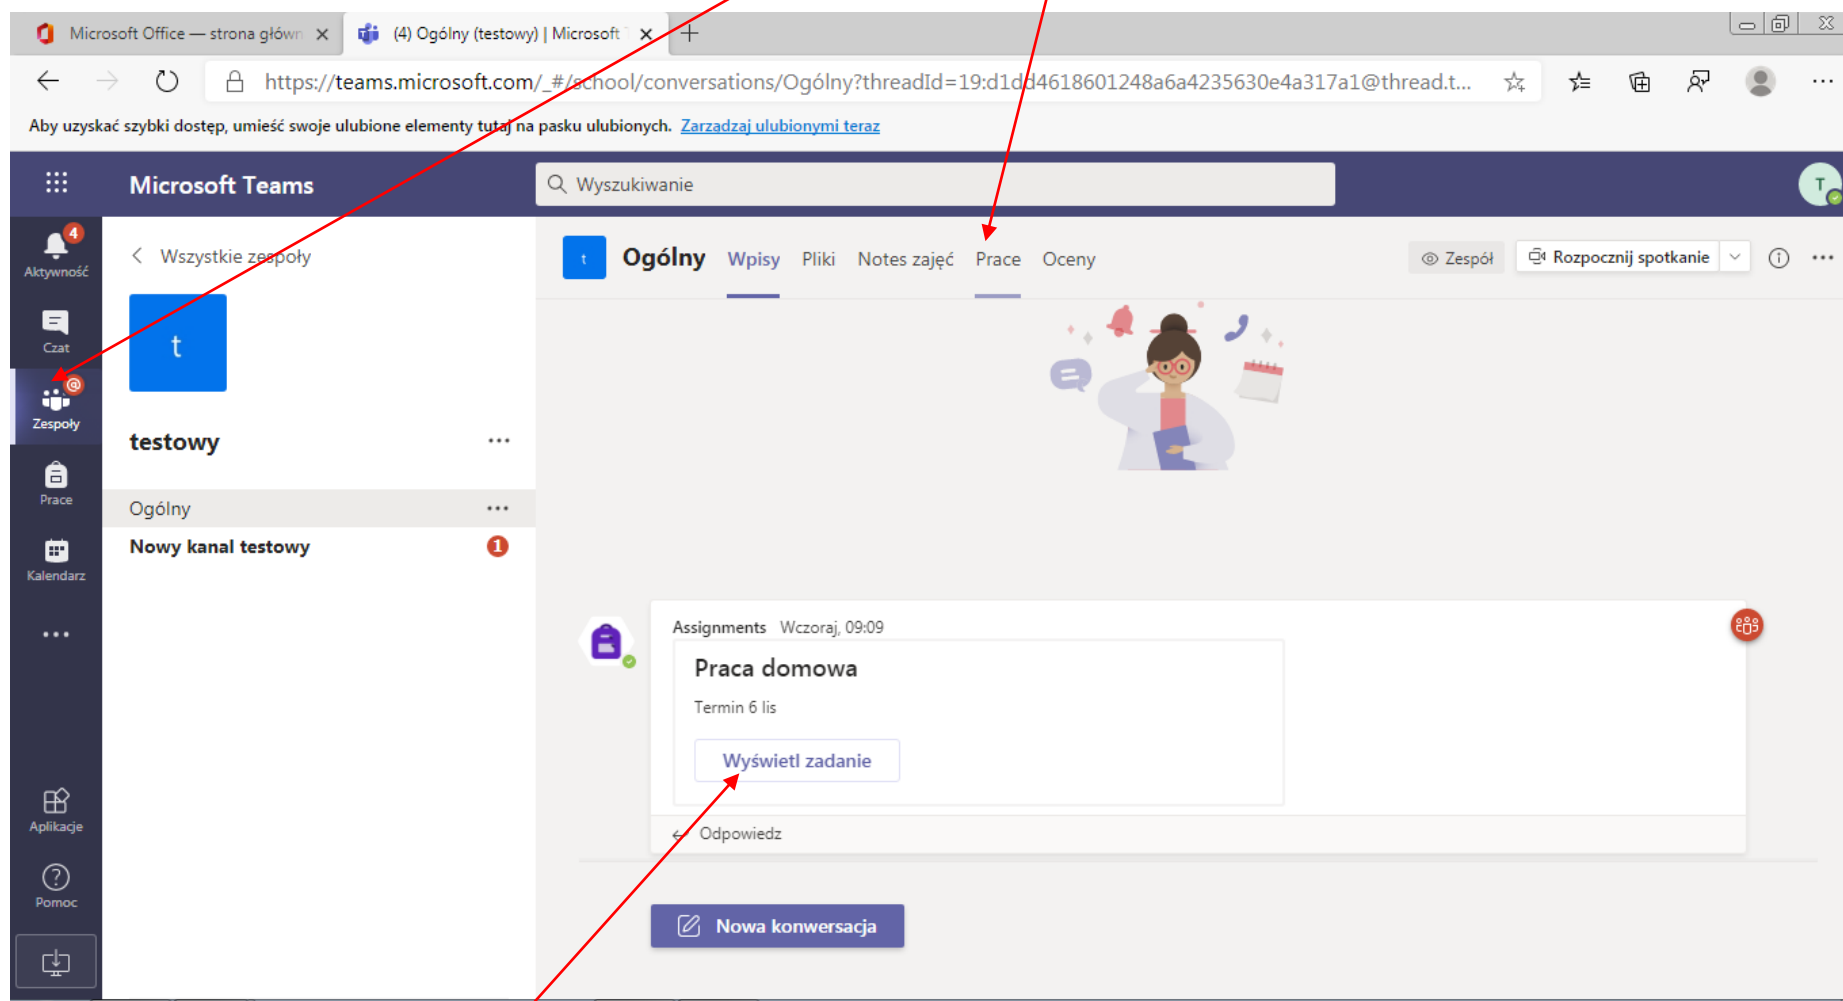 Microsoft Office — strona główn
(4) Ogólny (testowy) | Microsoft T
https://teams.microsoft.com/_#/school/conversations/Ogólny?threadId=19:d1dd4618601248a6a4235630e4a317a1@thread.t...
Aby uzyskać szybki dostęp, umieść swoje ulubione elementy tutaj na pasku ulubionych. Zarzadzaj ulubionymi teraz
Microsoft Teams
Wyszukiwanie
T
4
Aktywność
Czat
@
Zespoły
Prace
Kalendarz
Aplikacje
Pomoc
Wszystkie zespoły
t
testowy
Ogólny
Nowy kanal testowy 1
t Ogólny Wpisy Pliki Notes zajęć Prace Oceny
Zespół Rozpocznij spotkanie
Assignments Wczoraj, 09:09
Praca domowa
Termin 6 lis
Wyświetl zadanie
Odpowiedz
Nowa konwersacja